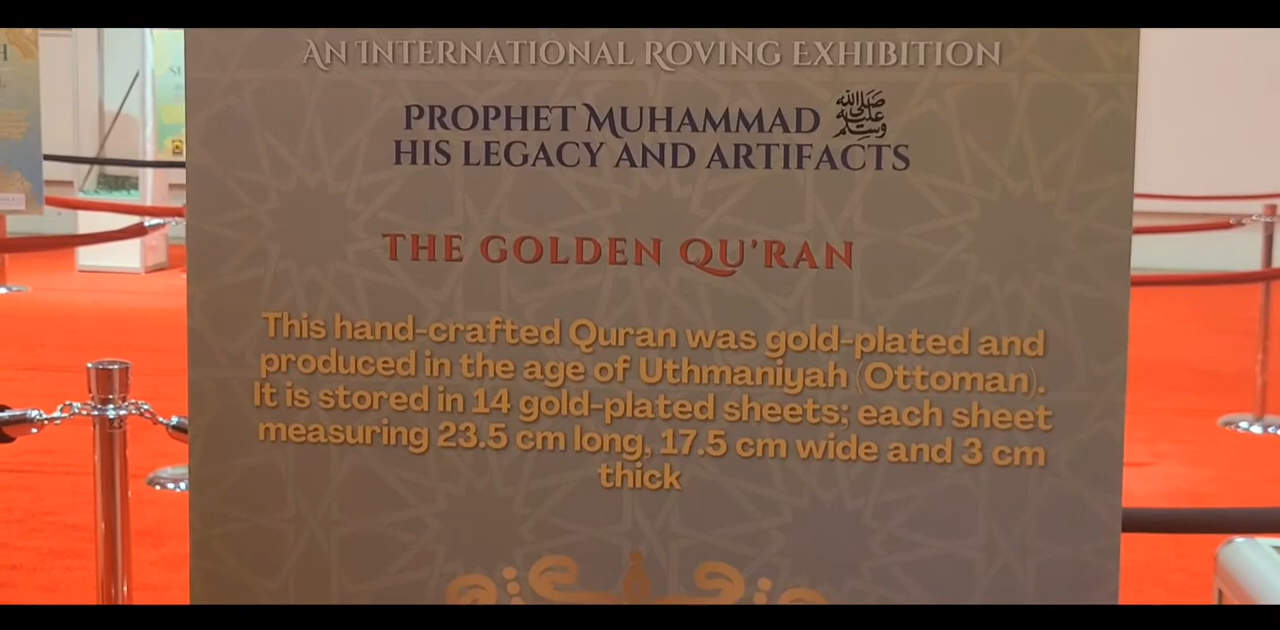 AN INTERNATIONAL ROVING EXHIBITION
PROPHET MUHAMMAD ﷺ
HIS LEGACY AND ARTIFACTS
THE GOLDEN QU'RAN
This hand-crafted Quran was gold-plated and
produced in the age of Uthmaniyah (Ottoman).
It is stored in 14 gold-plated sheets; each sheet
measuring 23.5 cm long, 17.5 cm wide and 3 cm
thick